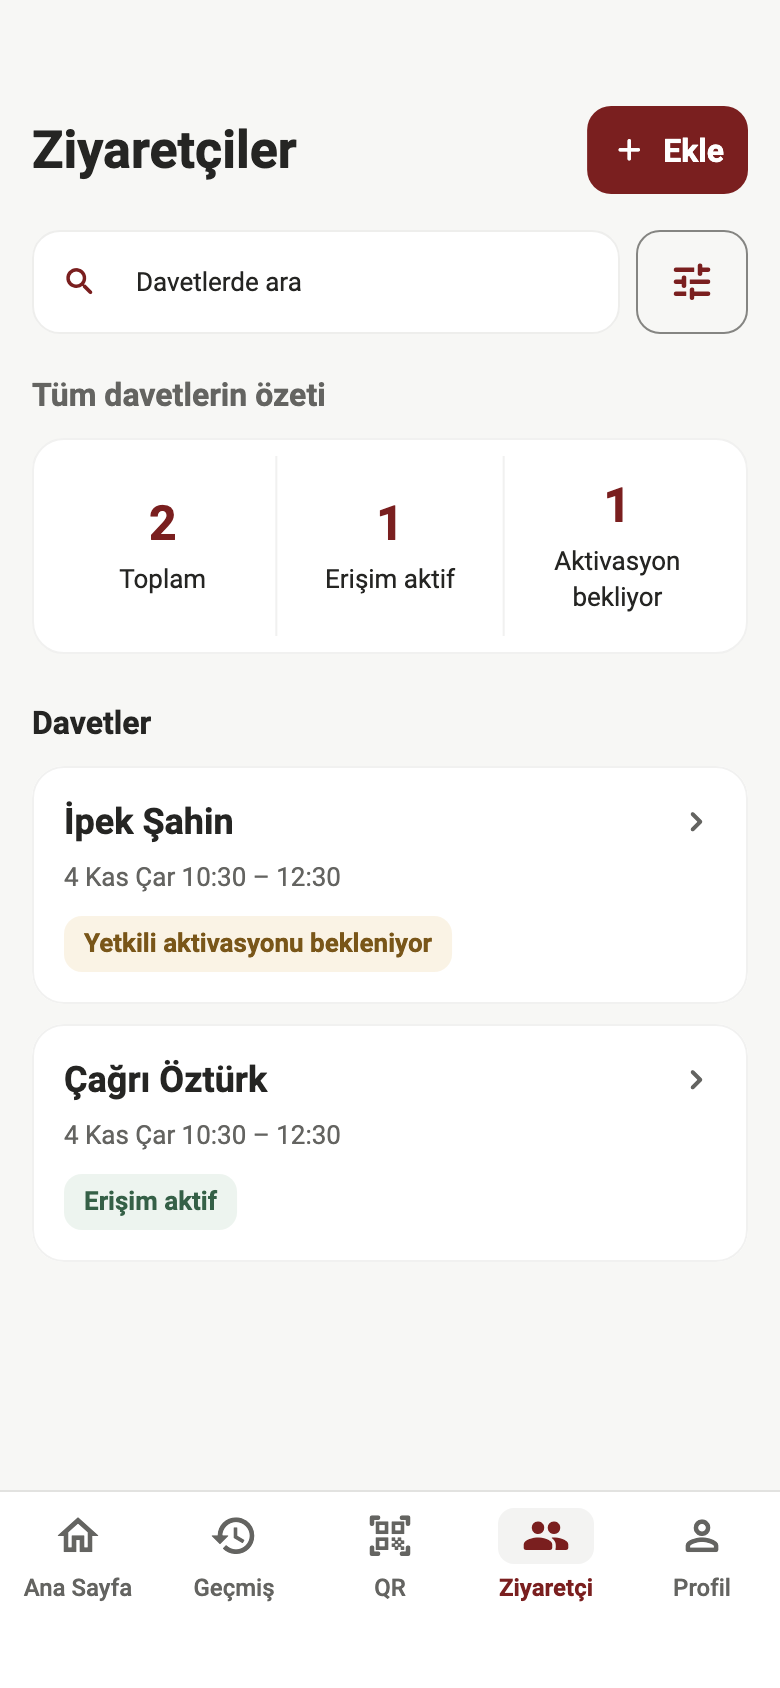 Ziyaretçiler
+ Ekle
Davetlerde ara
Tüm davetlerin özeti
2
Toplam
1
Erişim aktif
1
Aktivasyon
bekliyor
Davetler
İpek Şahin
4 Kas Çar 10:30 – 12:30
Yetkili aktivasyonu bekleniyor
Çağrı Öztürk
4 Kas Çar 10:30 – 12:30
Erişim aktif
Ana Sayfa
Geçmiş
QR
Ziyaretçi
Profil